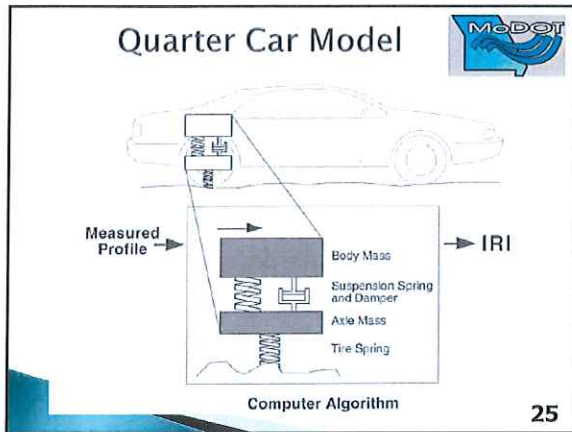 Quarter Car Model
MoDOT
Measured
Profile
IRI
Body Mass
Suspension Spring
and Damper
Axle Mass
Tire Spring
Computer Algorithm
25